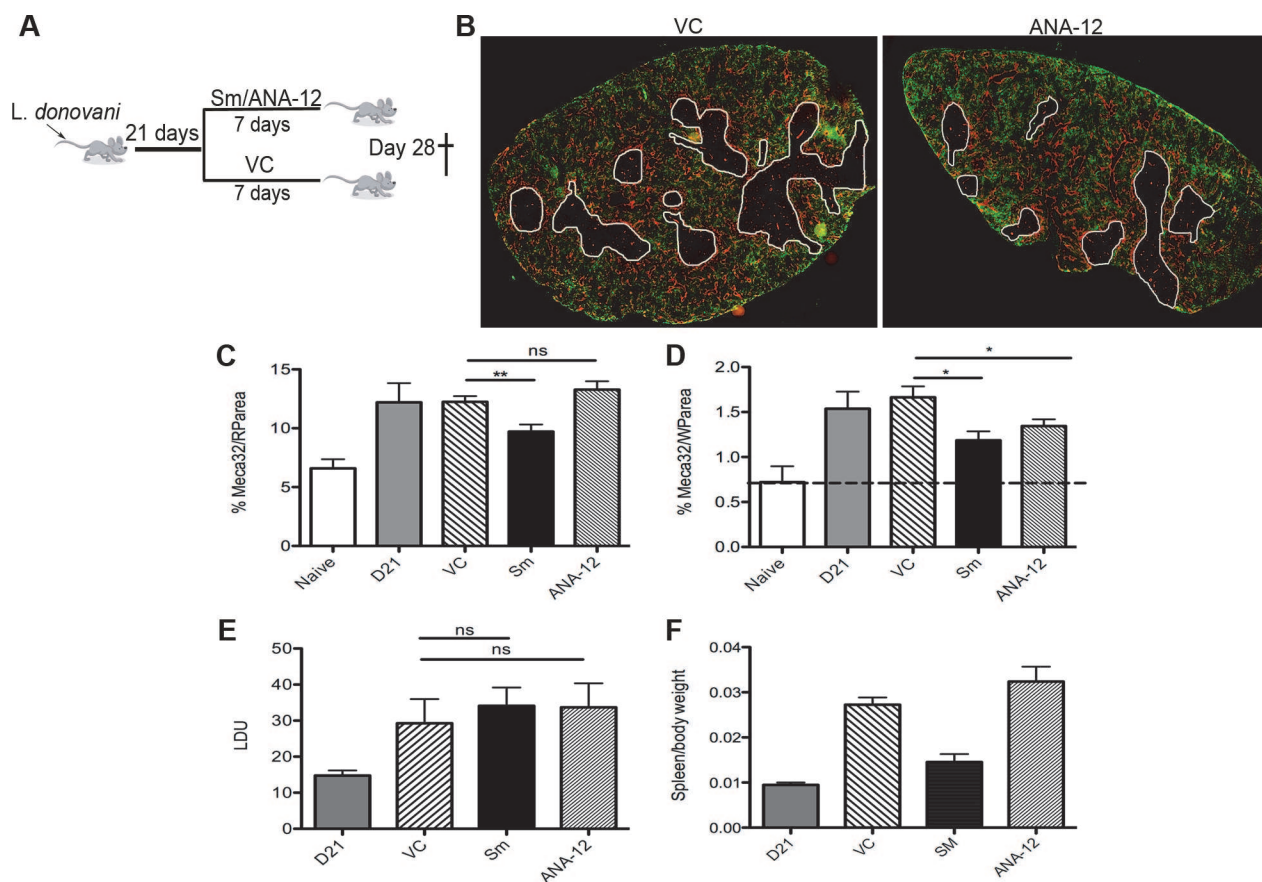 A
L. donovani
21 days
Sm/ANA-12
7 days
VC
7 days
Day 28
B
VC
ANA-12
C
% Meca32/RParea
15
10
5
0
ns
**
Naive
D21
VC
Sm
ANA-12
D
% Meca32/WParea
2.0
1.5
1.0
0.5
0.0
*
*
Naive
D21
VC
Sm
ANA-12
E
LDU
50
40
30
20
10
0
ns
ns
D21
VC
Sm
ANA-12
F
Spleen/body weight
0.04
0.03
0.02
0.01
0.00
D21
VC
SM
ANA-12